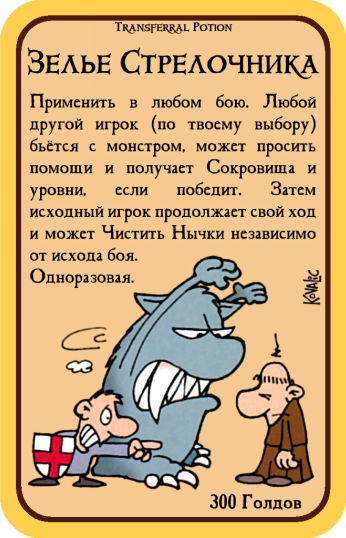 Transferral Potion
Зелье Стрелочника
Применить в любом бою. Любой
другой игрок (по твоему выбору)
бьётся с монстром, может просить
помощи и получает Сокровища и
уровни, если победит. Затем
исходный игрок продолжает свой ход
и может Чистить Нычки независимо
от исхода боя.
Одноразовая.
Kovalic
300 Голдов